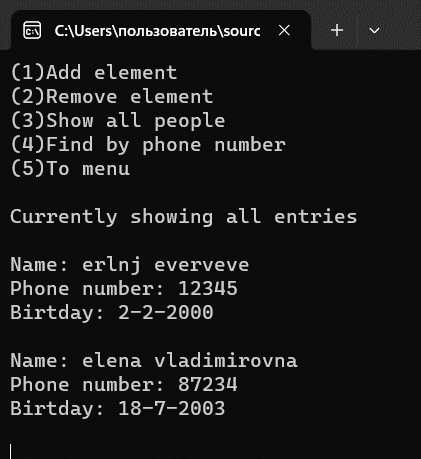 C:\Users\пользователь\sourc
(1)Add element
(2)Remove element
(3)Show all people
(4)Find by phone number
(5)To menu
Currently showing all entries
Name: erlnj everveve
Phone number: 12345
Birtday: 2-2-2000
Name: elena vladimirovna
Phone number: 87234
Birtday: 18-7-2003